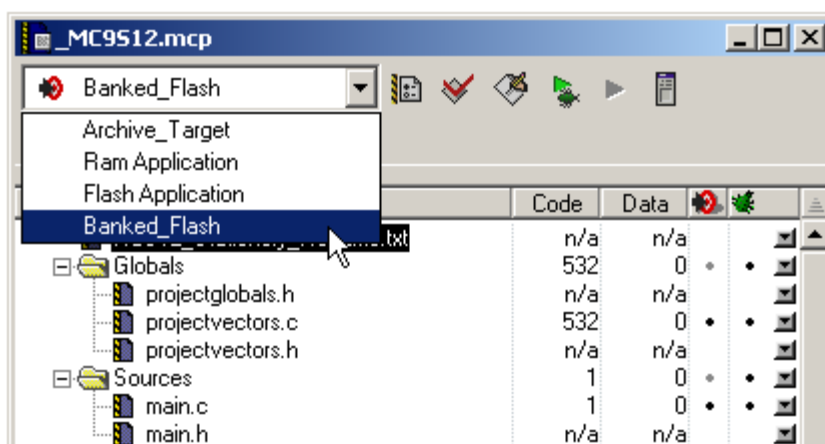 _MC9S12.mcp
Banked_Flash
Archive_Target
Ram Application
Flash Application
Banked_Flash
Code Data
.txt n/a n/a
Globals 532 0
projectglobals.h n/a n/a
projectvectors.c 532 0
projectvectors.h n/a n/a
Sources 1 0
main.c 1 0
main.h n/a n/a